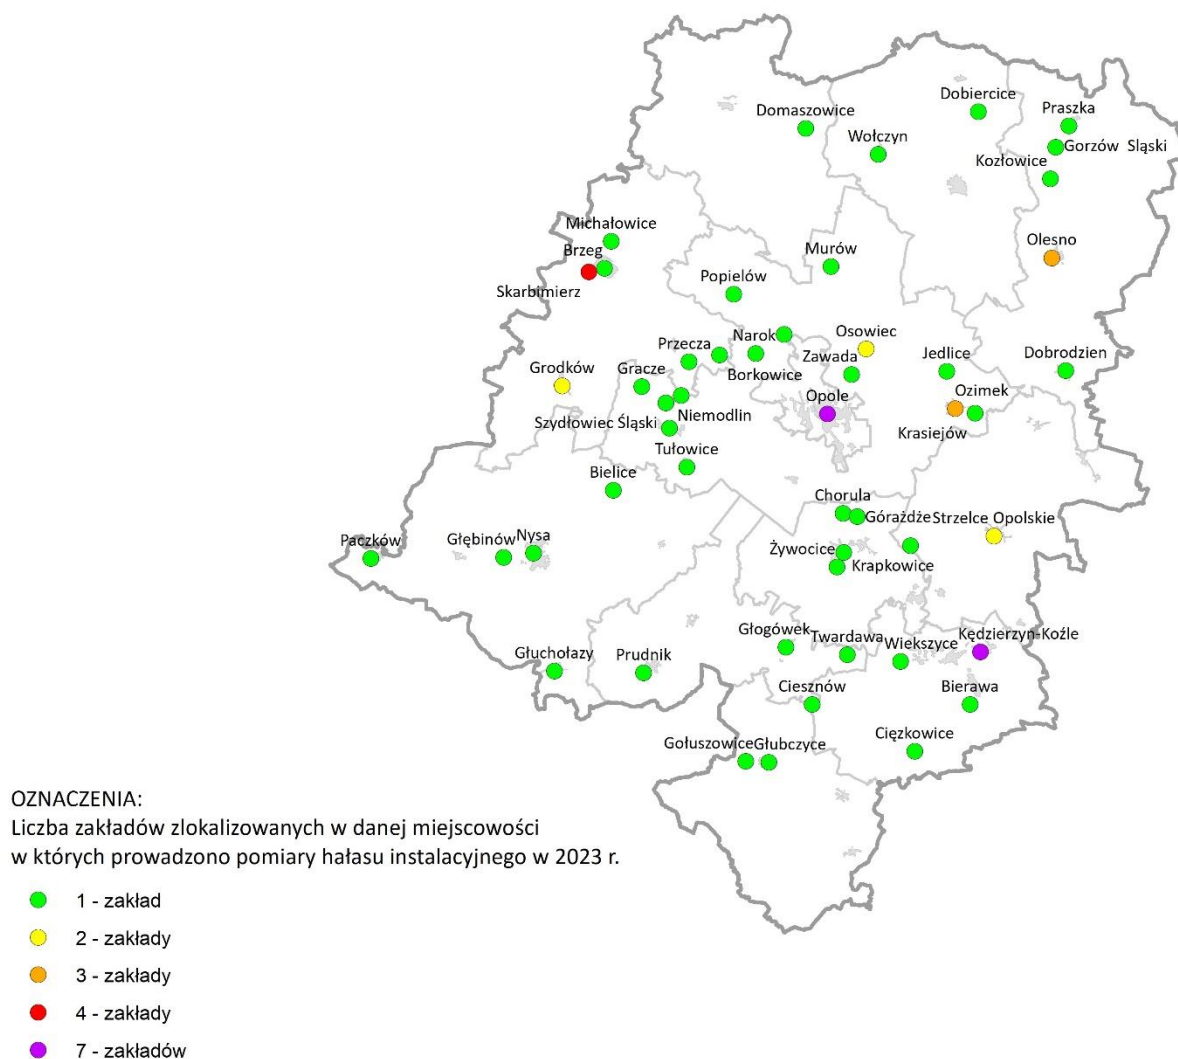 Dobiercice
Domaszowice
Praszka
Wołczyn
Gorzów Śląski
Kozłowice
Michałowice
Olesno
Brzeg
Murów
Popielów
Skarbimierz
Osowiec
Narok
Przecza
Zawada
Jedlice
Dobrodzien
Grodków
Gracze
Borkowice
Ozimek
Opole
Niemodlin
Szydłowiec Śląski
Krasiejów
Tułowice
Bielice
Chorula
Górażdże
Strzelce Opolskie
Paczków
Głębinów
Nysa
Żywocice
Krapkowice
Głogówek
Twardawa
Wiekszyce
Kędzierzyn-Koźle
Głuchołazy
Prudnik
Ciesznów
Bierawa
Gołuszowice
Głubczyce
Cięzkowice
OZNACZENIA:
Liczba zakładów zlokalizowanych w danej miejscowości
w których prowadzono pomiary hałasu instalacyjnego w 2023 r.
1 - zakład
2 - zakłady
3 - zakłady
4 - zakłady
7 - zakładów